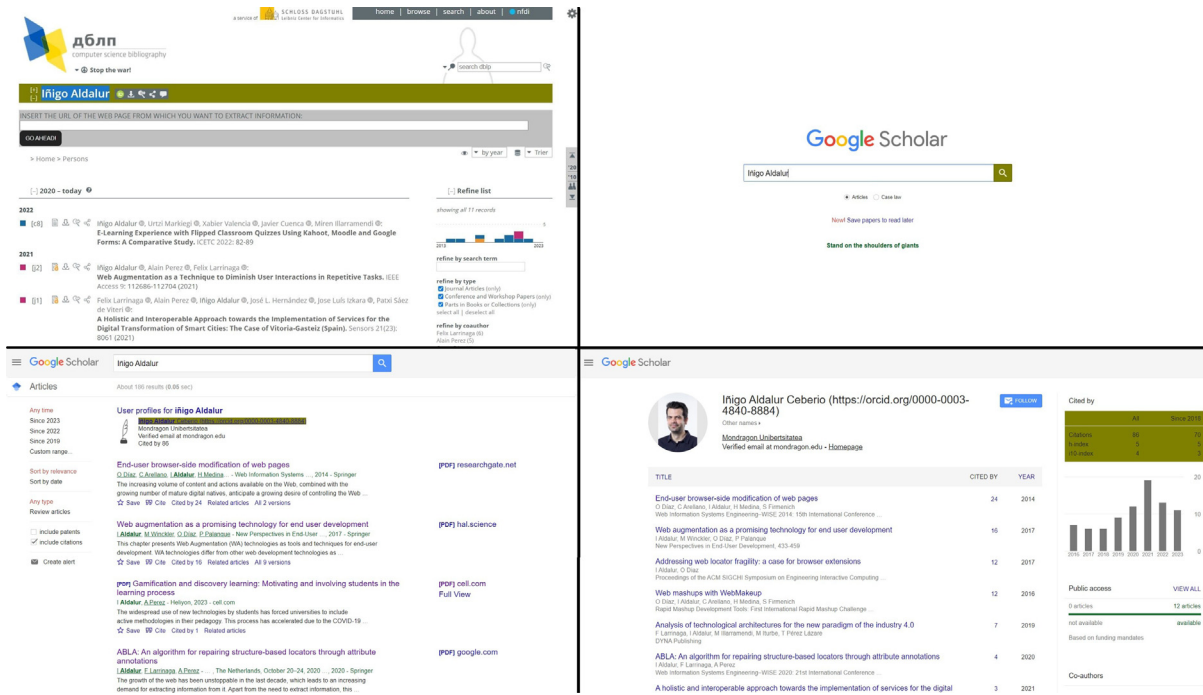 a service of SCHLOSS DAGSTUHL
Leibniz Center for Informatics
home | browse | search | about | nfdi
дблп
computer science bibliography
Stop the war!
search dblp
[+]
[-] Iñigo Aldalur
INSERT THE URL OF THE WEB PAGE FROM WHICH YOU WANT TO EXTRACT INFORMATION:
GO AHEAD!
by year Trier
> Home > Persons
[-] 2020 – today
[-] Refine list
2022
showing all 11 records
[c8] Iñigo Aldalur, Urtzi Markiegi, Xabier Valencia, Javier Cuenca, Miren Illarramendi:
E-Learning Experience with Flipped Classroom Quizzes Using Kahoot, Moodle and Google
Forms: A Comparative Study. ICETC 2022: 82-89
2021
[j2] Iñigo Aldalur, Alain Perez, Felix Larrinaga:
Web Augmentation as a Technique to Diminish User Interactions in Repetitive Tasks. IEEE
Access 9: 112686-112704 (2021)
[j1] Felix Larrinaga, Alain Perez, Iñigo Aldalur, José L. Hernández, Jose Luis Izkara, Patxi Sáez
de Viteri:
A Holistic and Interoperable Approach towards the Implementation of Services for the
Digital Transformation of Smart Cities: The Case of Vitoria-Gasteiz (Spain). Sensors 21(23):
8061 (2021)
refine by search term
refine by type
Journal Articles (only)
Conference and Workshop Papers (only)
Parts in Books or Collections (only)
select all | deselect all
refine by coauthor
Felix Larrinaga (6)
Alain Perez (5)
'20
'10
Google Scholar
Iñigo Aldalur
Articles Case law
New! Save papers to read later
Stand on the shoulders of giants
Google Scholar
Iñigo Aldalur
Articles
About 100 results (0.05 sec)
Any time
Since 2023
Since 2022
Since 2019
Custom range...
Sort by relevance
Sort by date
Any type
Review articles
include patents
include citations
Create alert
User profiles for iñigo Aldalur
Iñigo Aldalur Ceberio (https://orcid.org/0000-0003-4840-8884)
Mondragon Unibertsitatea
Verified email at mondragon.edu
Cited by 86
End-user browser-side modification of web pages
O Díaz, C Arellano, I Aldalur, H Medina... - Web Information Systems ..., 2014 - Springer
The increasing volume of content and actions available on the Web, combined with the
growing number of mature digital natives, anticipate a growing desire of controlling the Web ...
Save Cite Cited by 24 Related articles All 2 versions
[PDF] researchgate.net
Web augmentation as a promising technology for end user development
I Aldalur, M Winckler, O Díaz, P Palanque - New Perspectives in End-User ..., 2017 - Springer
This chapter presents Web Augmentation (WA) technologies as tools and techniques for end-user
development. WA technologies differ from other web development technologies as ...
Save Cite Cited by 16 Related articles All 9 versions
[PDF] hal.science
[PDF] Gamification and discovery learning: Motivating and involving students in the
learning process
I Aldalur, A Perez - Heliyon, 2023 - cell.com
The widespread use of new technologies by students has forced universities to include
active methodologies in their pedagogy. This process has accelerated due to the COVID-19 ...
Save Cite Cited by 1 Related articles
[PDF] cell.com
Full View
ABLA: An algorithm for repairing structure-based locators through attribute
annotations
I Aldalur, F Larrinaga, A Perez - ..., The Netherlands, October 20–24, 2020 ..., 2020 - Springer
The growth of the web has been unstoppable in the last decade, which leads to an increasing
demand for extracting information from it. Apart from the need to extract information, this ...
[PDF] google.com
Google Scholar
Iñigo Aldalur Ceberio (https://orcid.org/0000-0003-
4840-8884)
FOLLOW
Other names
Mondragon Unibertsitatea
Verified email at mondragon.edu - Homepage
TITLE CITED BY YEAR
End-user browser-side modification of web pages 24 2014
O Díaz, C Arellano, I Aldalur, H Medina, S Firmenich
Web Information Systems Engineering–WISE 2014: 15th International Conference ...
Web augmentation as a promising technology for end user development 16 2017
I Aldalur, M Winckler, O Díaz, P Palanque
New Perspectives in End-User Development, 433-459
Addressing web locator fragility: a case for browser extensions 12 2017
I Aldalur, O Diaz
Proceedings of the ACM SIGCHI Symposium on Engineering Interactive Computing ...
Web mashups with WebMakeup 12 2016
O Díaz, I Aldalur, C Arellano, H Medina, S Firmenich
Rapid Mashup Development Tools: First International Rapid Mashup Challenge ...
Analysis of technological architectures for the new paradigm of the industry 4.0 7 2019
F Larrinaga, I Aldalur, M Illarramendi, M Iturbe, T Pérez Lázare
DYNA Publishing
ABLA: An algorithm for repairing structure-based locators through attribute annotations 4 2020
I Aldalur, F Larrinaga, A Perez
Web Information Systems Engineering–WISE 2020: 21st International Conference ...
A holistic and interoperable approach towards the implementation of services for the digital 3 2021
Cited by
All Since 2018
Citations 86 70
h-index 5 5
i10-index 4 3
20
10
0
2016 2017 2018 2019 2020 2021 2022 2023
Public access VIEW ALL
0 articles 12 articles
not available available
Based on funding mandates
Co-authors